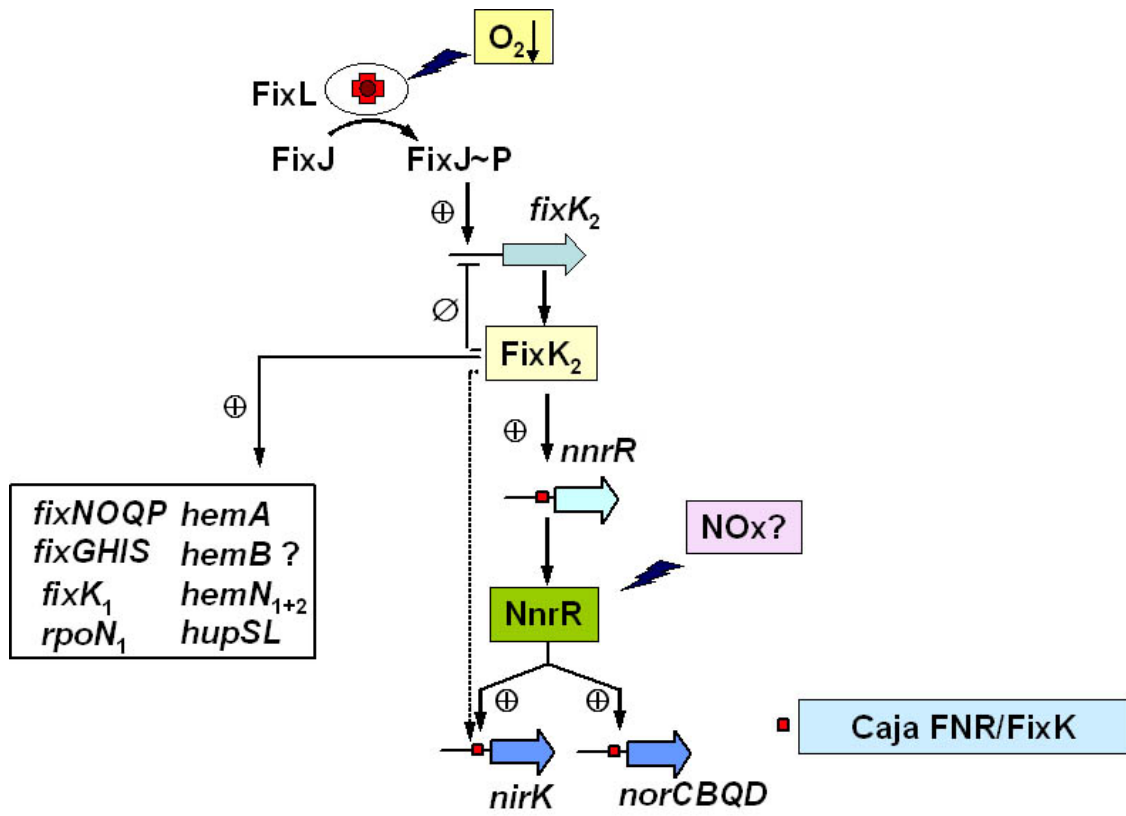 O₂↓
FixL
FixJ FixJ~P
⊕ fixK₂
∅
FixK₂
⊕
⊕ nnrR
fixNOQP hemA
fixGHIS hemB ?
fixK₁ hemN₁₊₂
rpoN₁ hupSL
NOx?
NnrR
⊕ ⊕
Caja FNR/FixK
nirK norCBQD